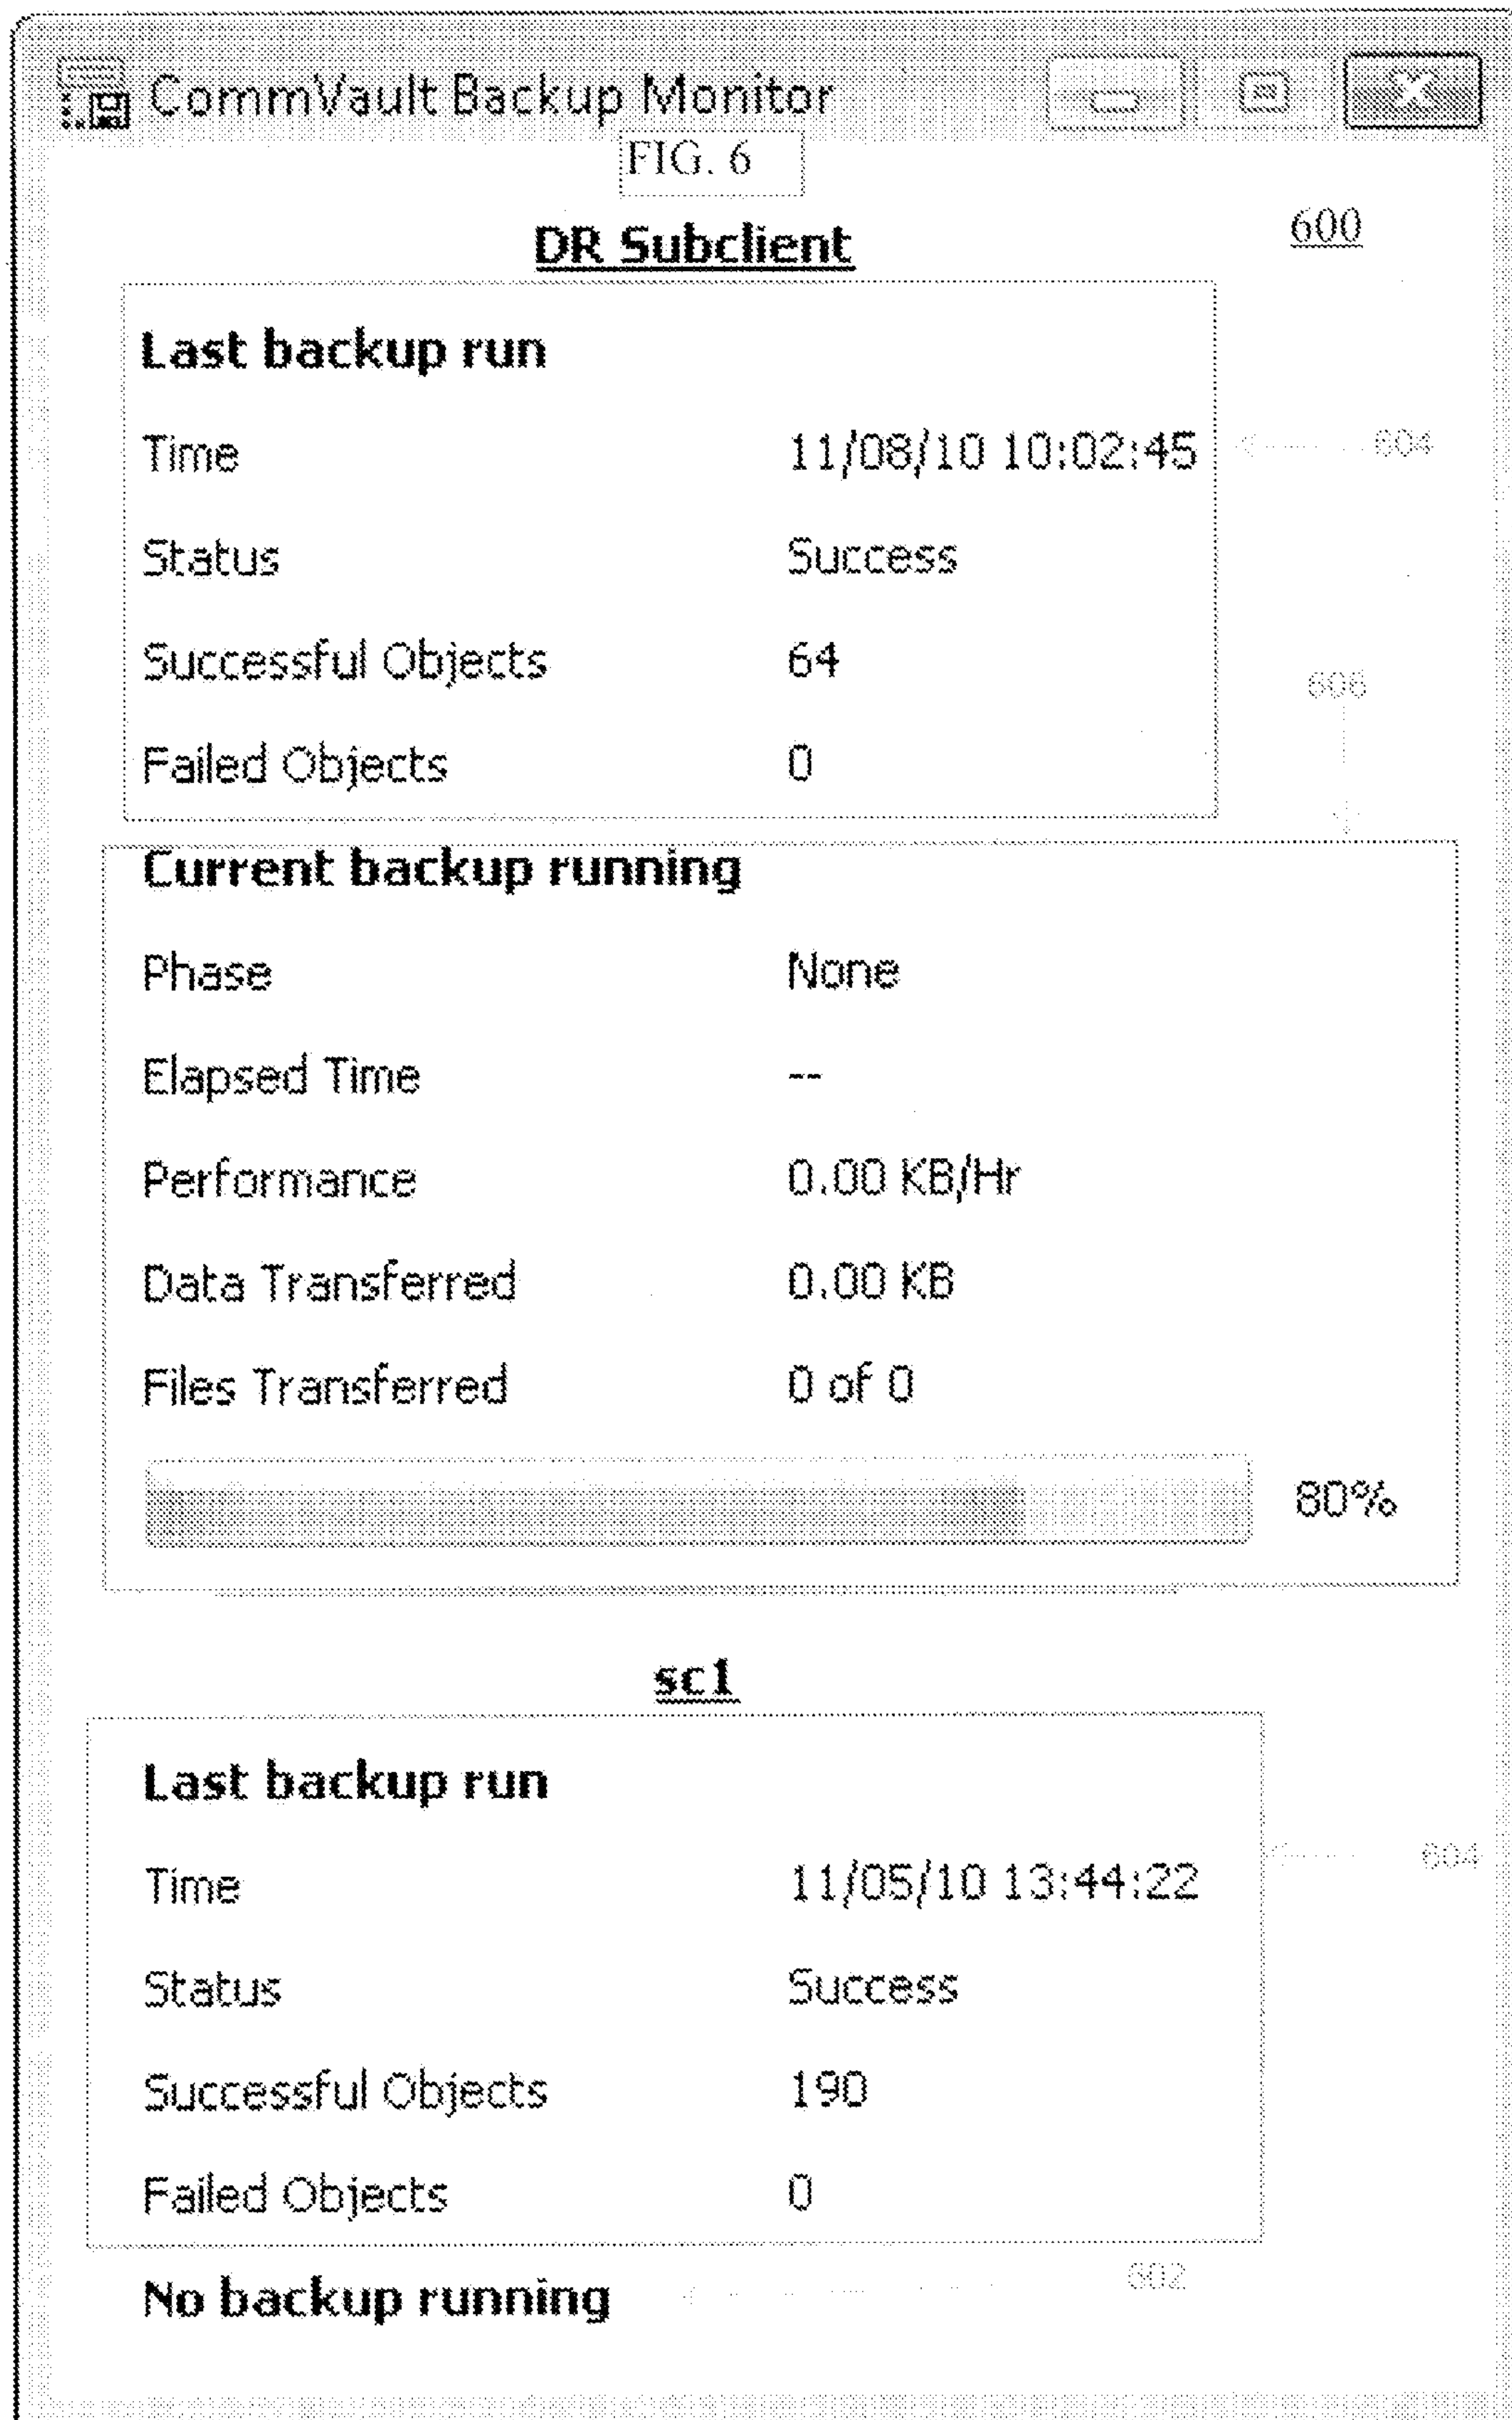 CommVault Backup Monitor
FIG. 6
600
DR Subclient
Last backup run
Time 11/08/10 10:02:45
604
Status Success
Successful Objects 64
606
Failed Objects 0
Current backup running
Phase None
Elapsed Time --
Performance 0.00 KB/Hr
Data Transferred 0.00 KB
Files Transferred 0 of 0
80%
sc1
Last backup run
Time 11/05/10 13:44:22
604
Status Success
Successful Objects 190
Failed Objects 0
602
No backup running